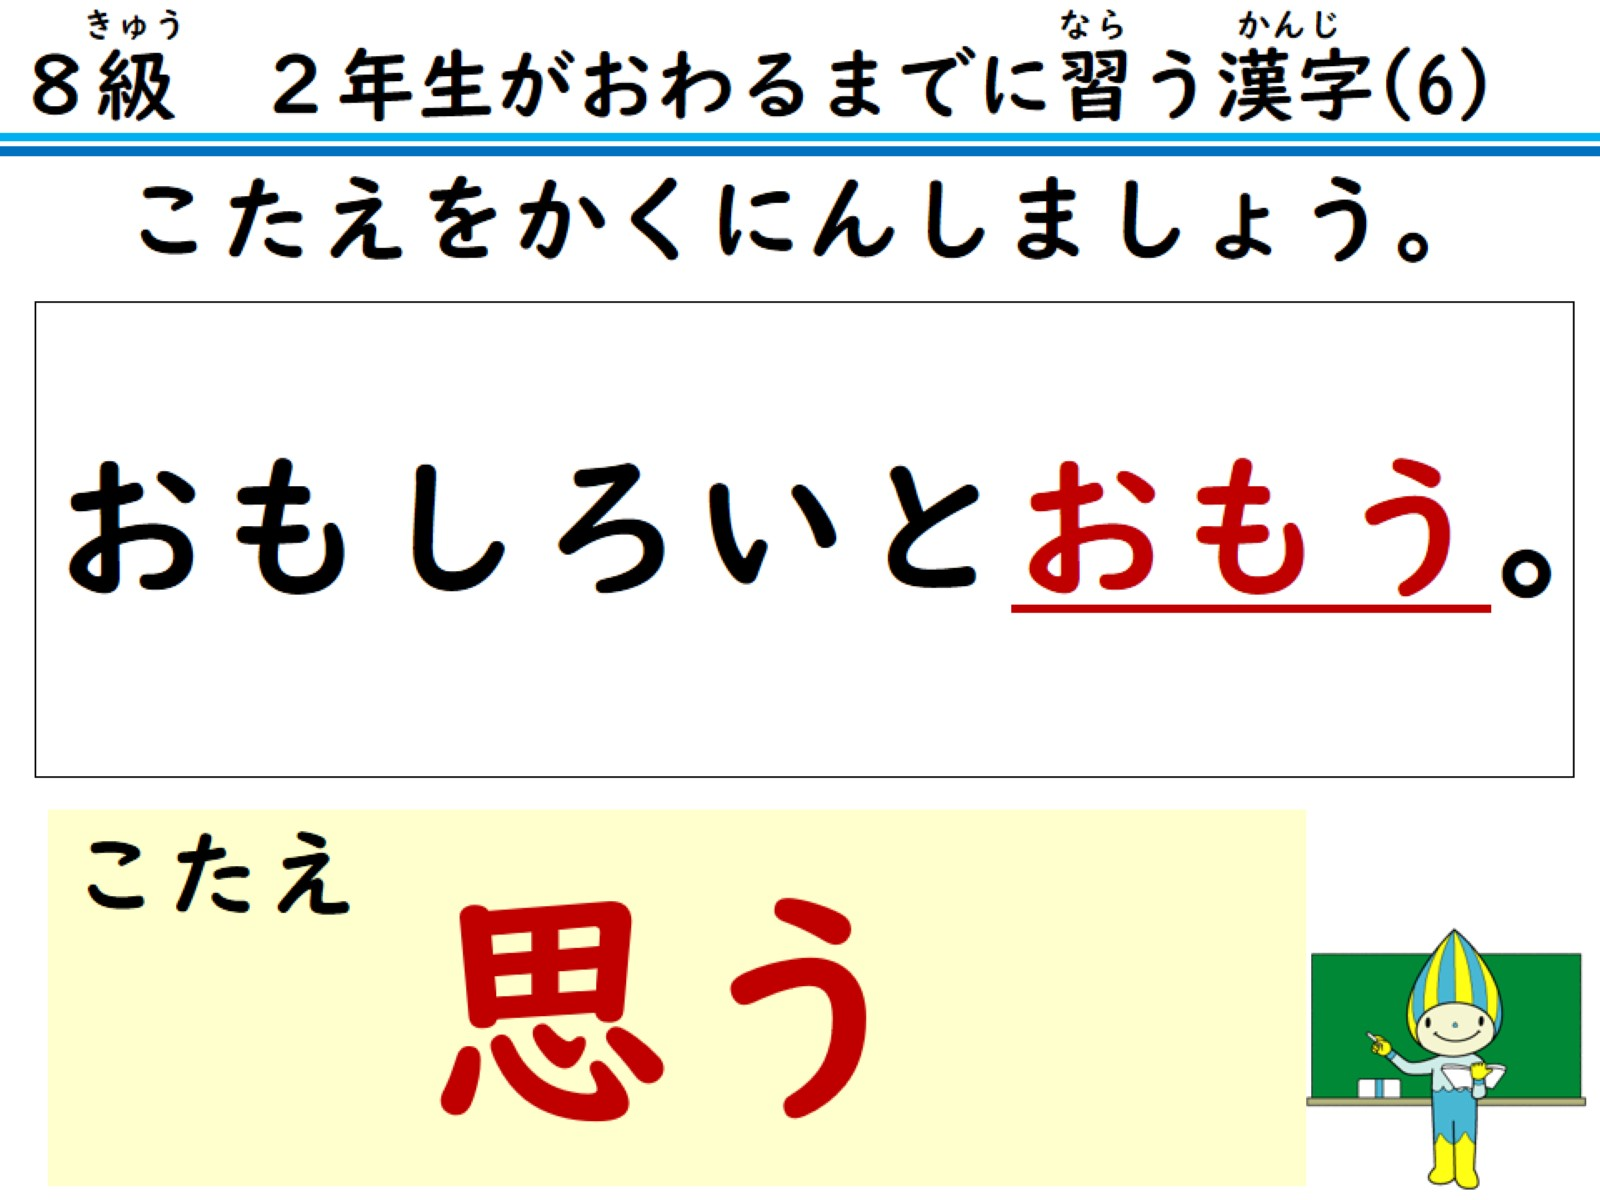 きゅう なら かんじ
8級 2年生がおわるまでに習う漢字(6)
こたえをかくにんしましょう。
おもしろいとおもう。
こたえ
思う